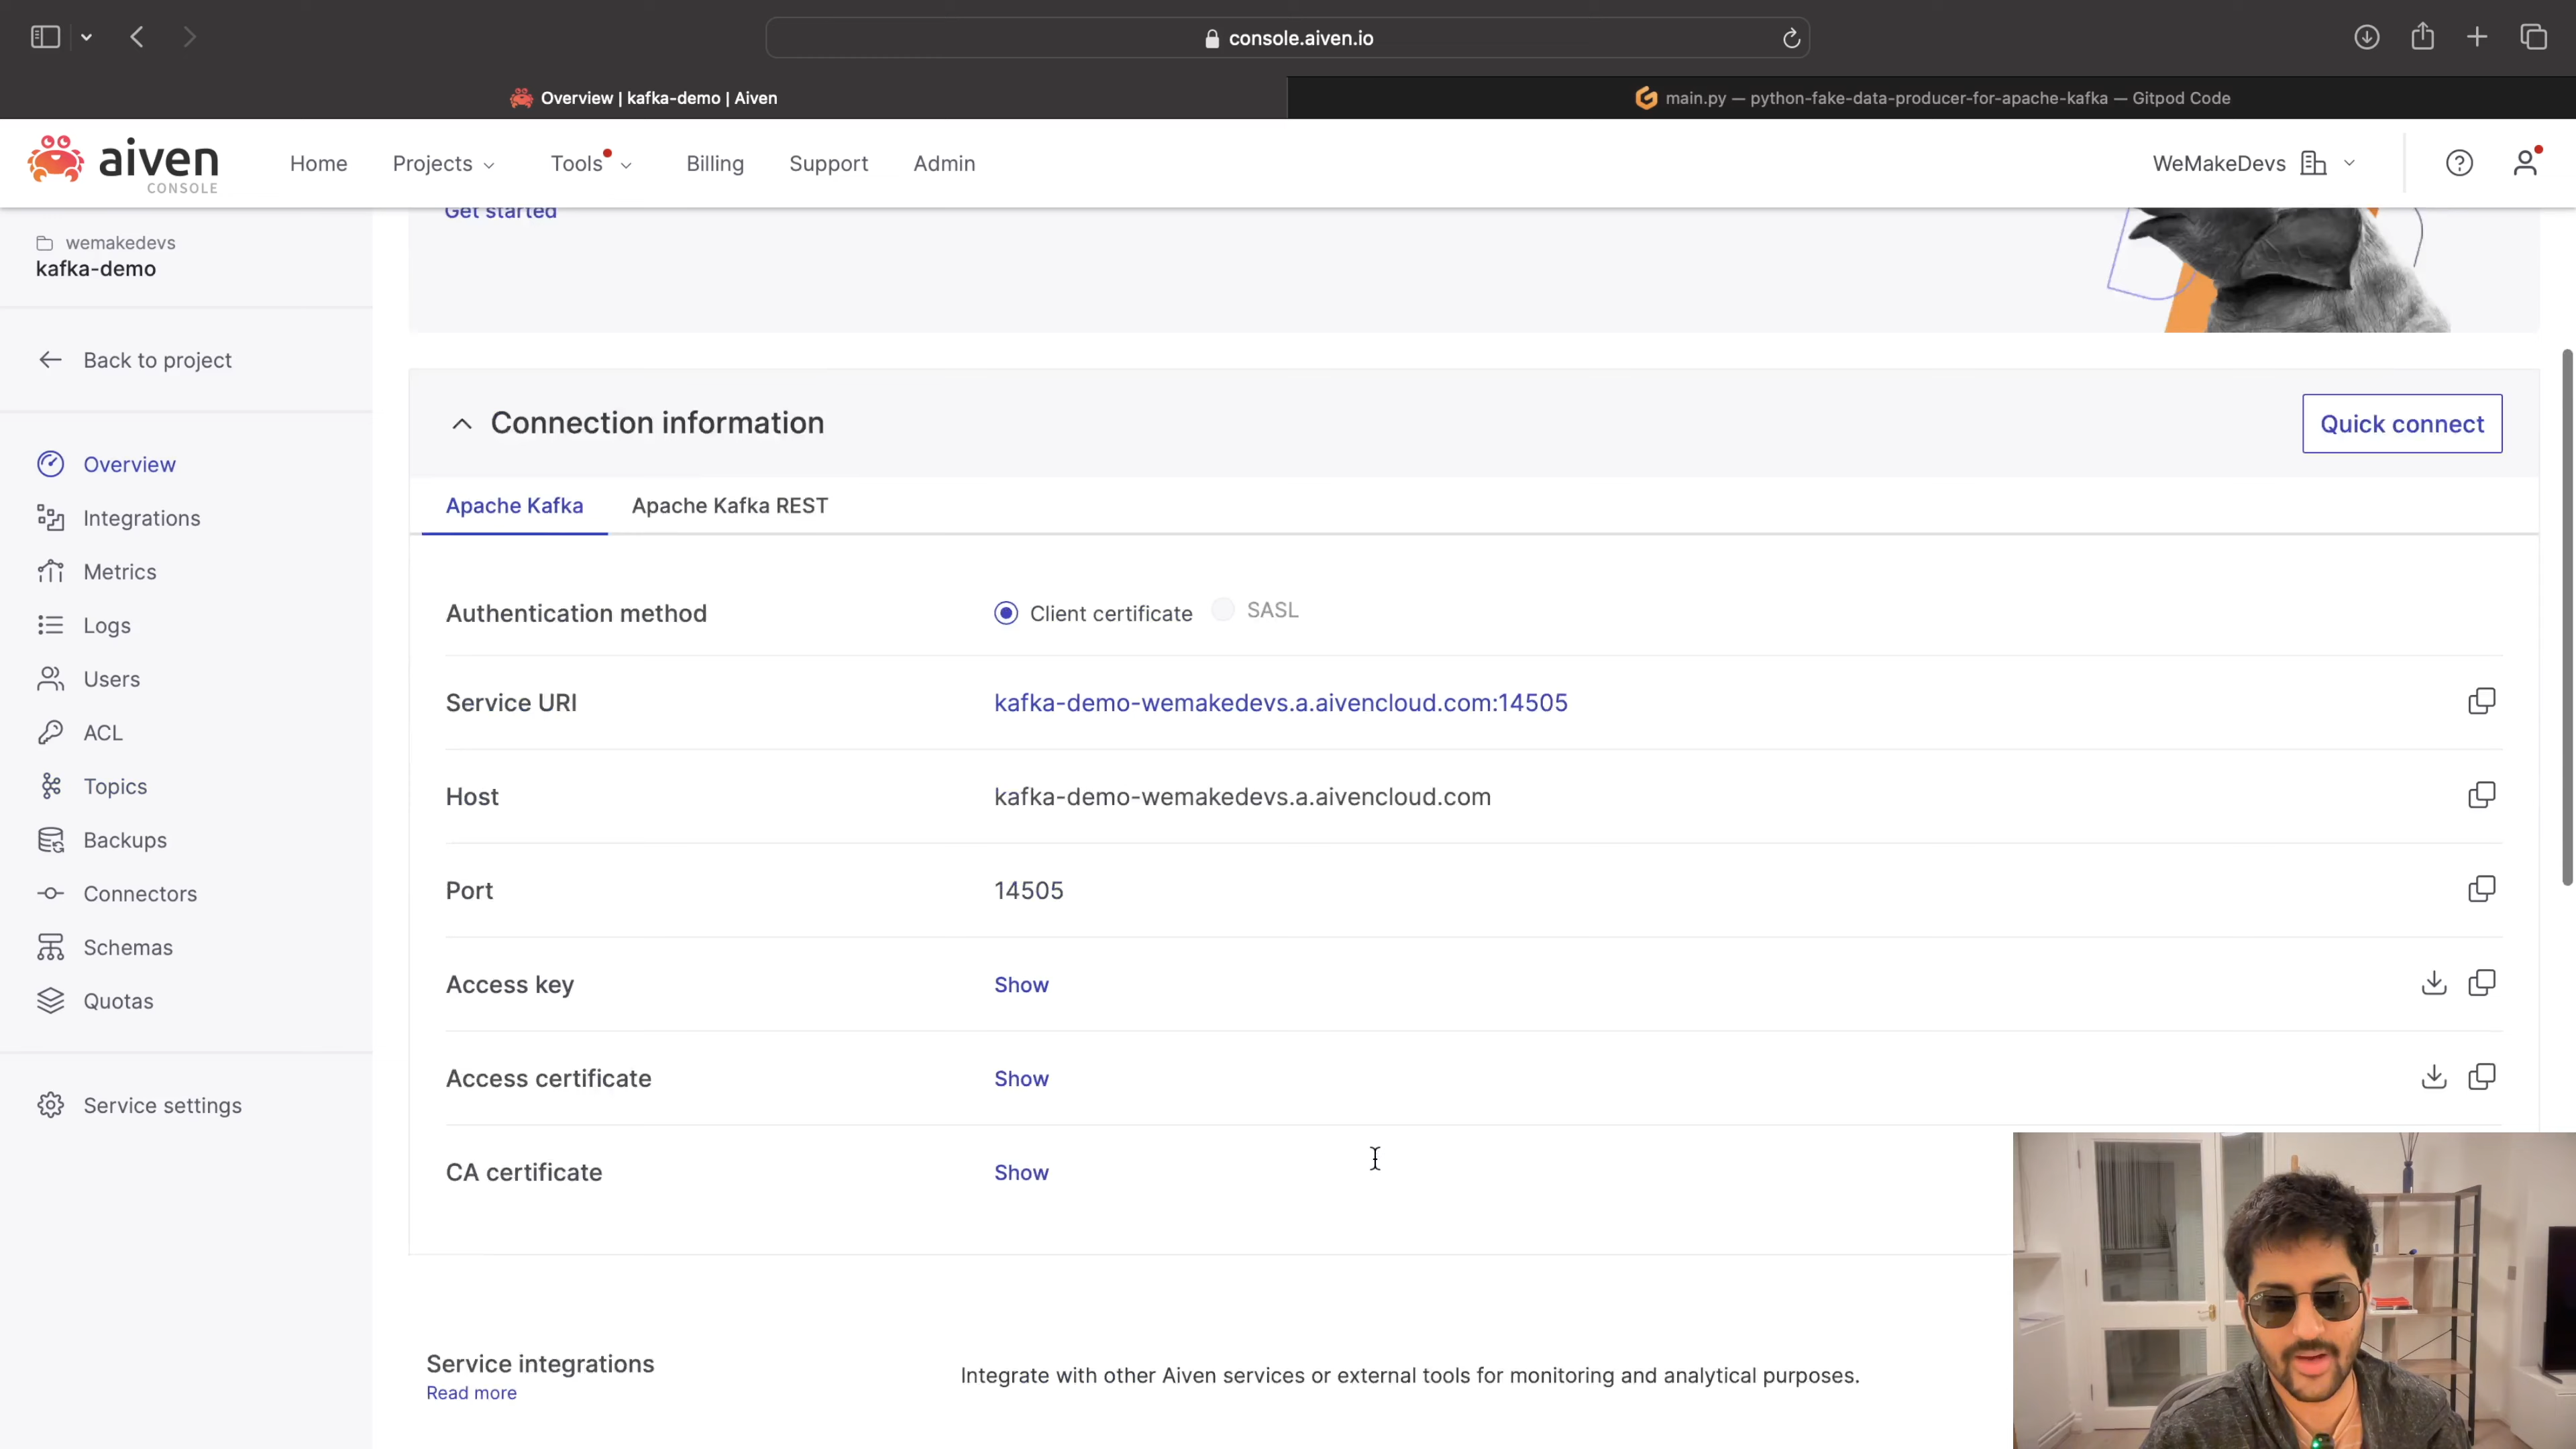 console.aiven.io
Overview | kafka-demo | Aiven
main.py — python-fake-data-producer-for-apache-kafka — Gitpod Code
aiven
CONSOLE
Home
Projects
Tools
Billing
Support
Admin
WeMakeDevs
wemakedevs
kafka-demo
Back to project
Overview
Integrations
Metrics
Logs
Users
ACL
Topics
Backups
Connectors
Schemas
Quotas
Service settings
Get started
Connection information
Quick connect
Apache Kafka
Apache Kafka REST
Authentication method
Client certificate
SASL
Service URI
kafka-demo-wemakedevs.a.aivencloud.com:14505
Host
kafka-demo-wemakedevs.a.aivencloud.com
Port
14505
Access key
Show
Access certificate
Show
CA certificate
Show
Service integrations
Read more
Integrate with other Aiven services or external tools for monitoring and analytical purposes.